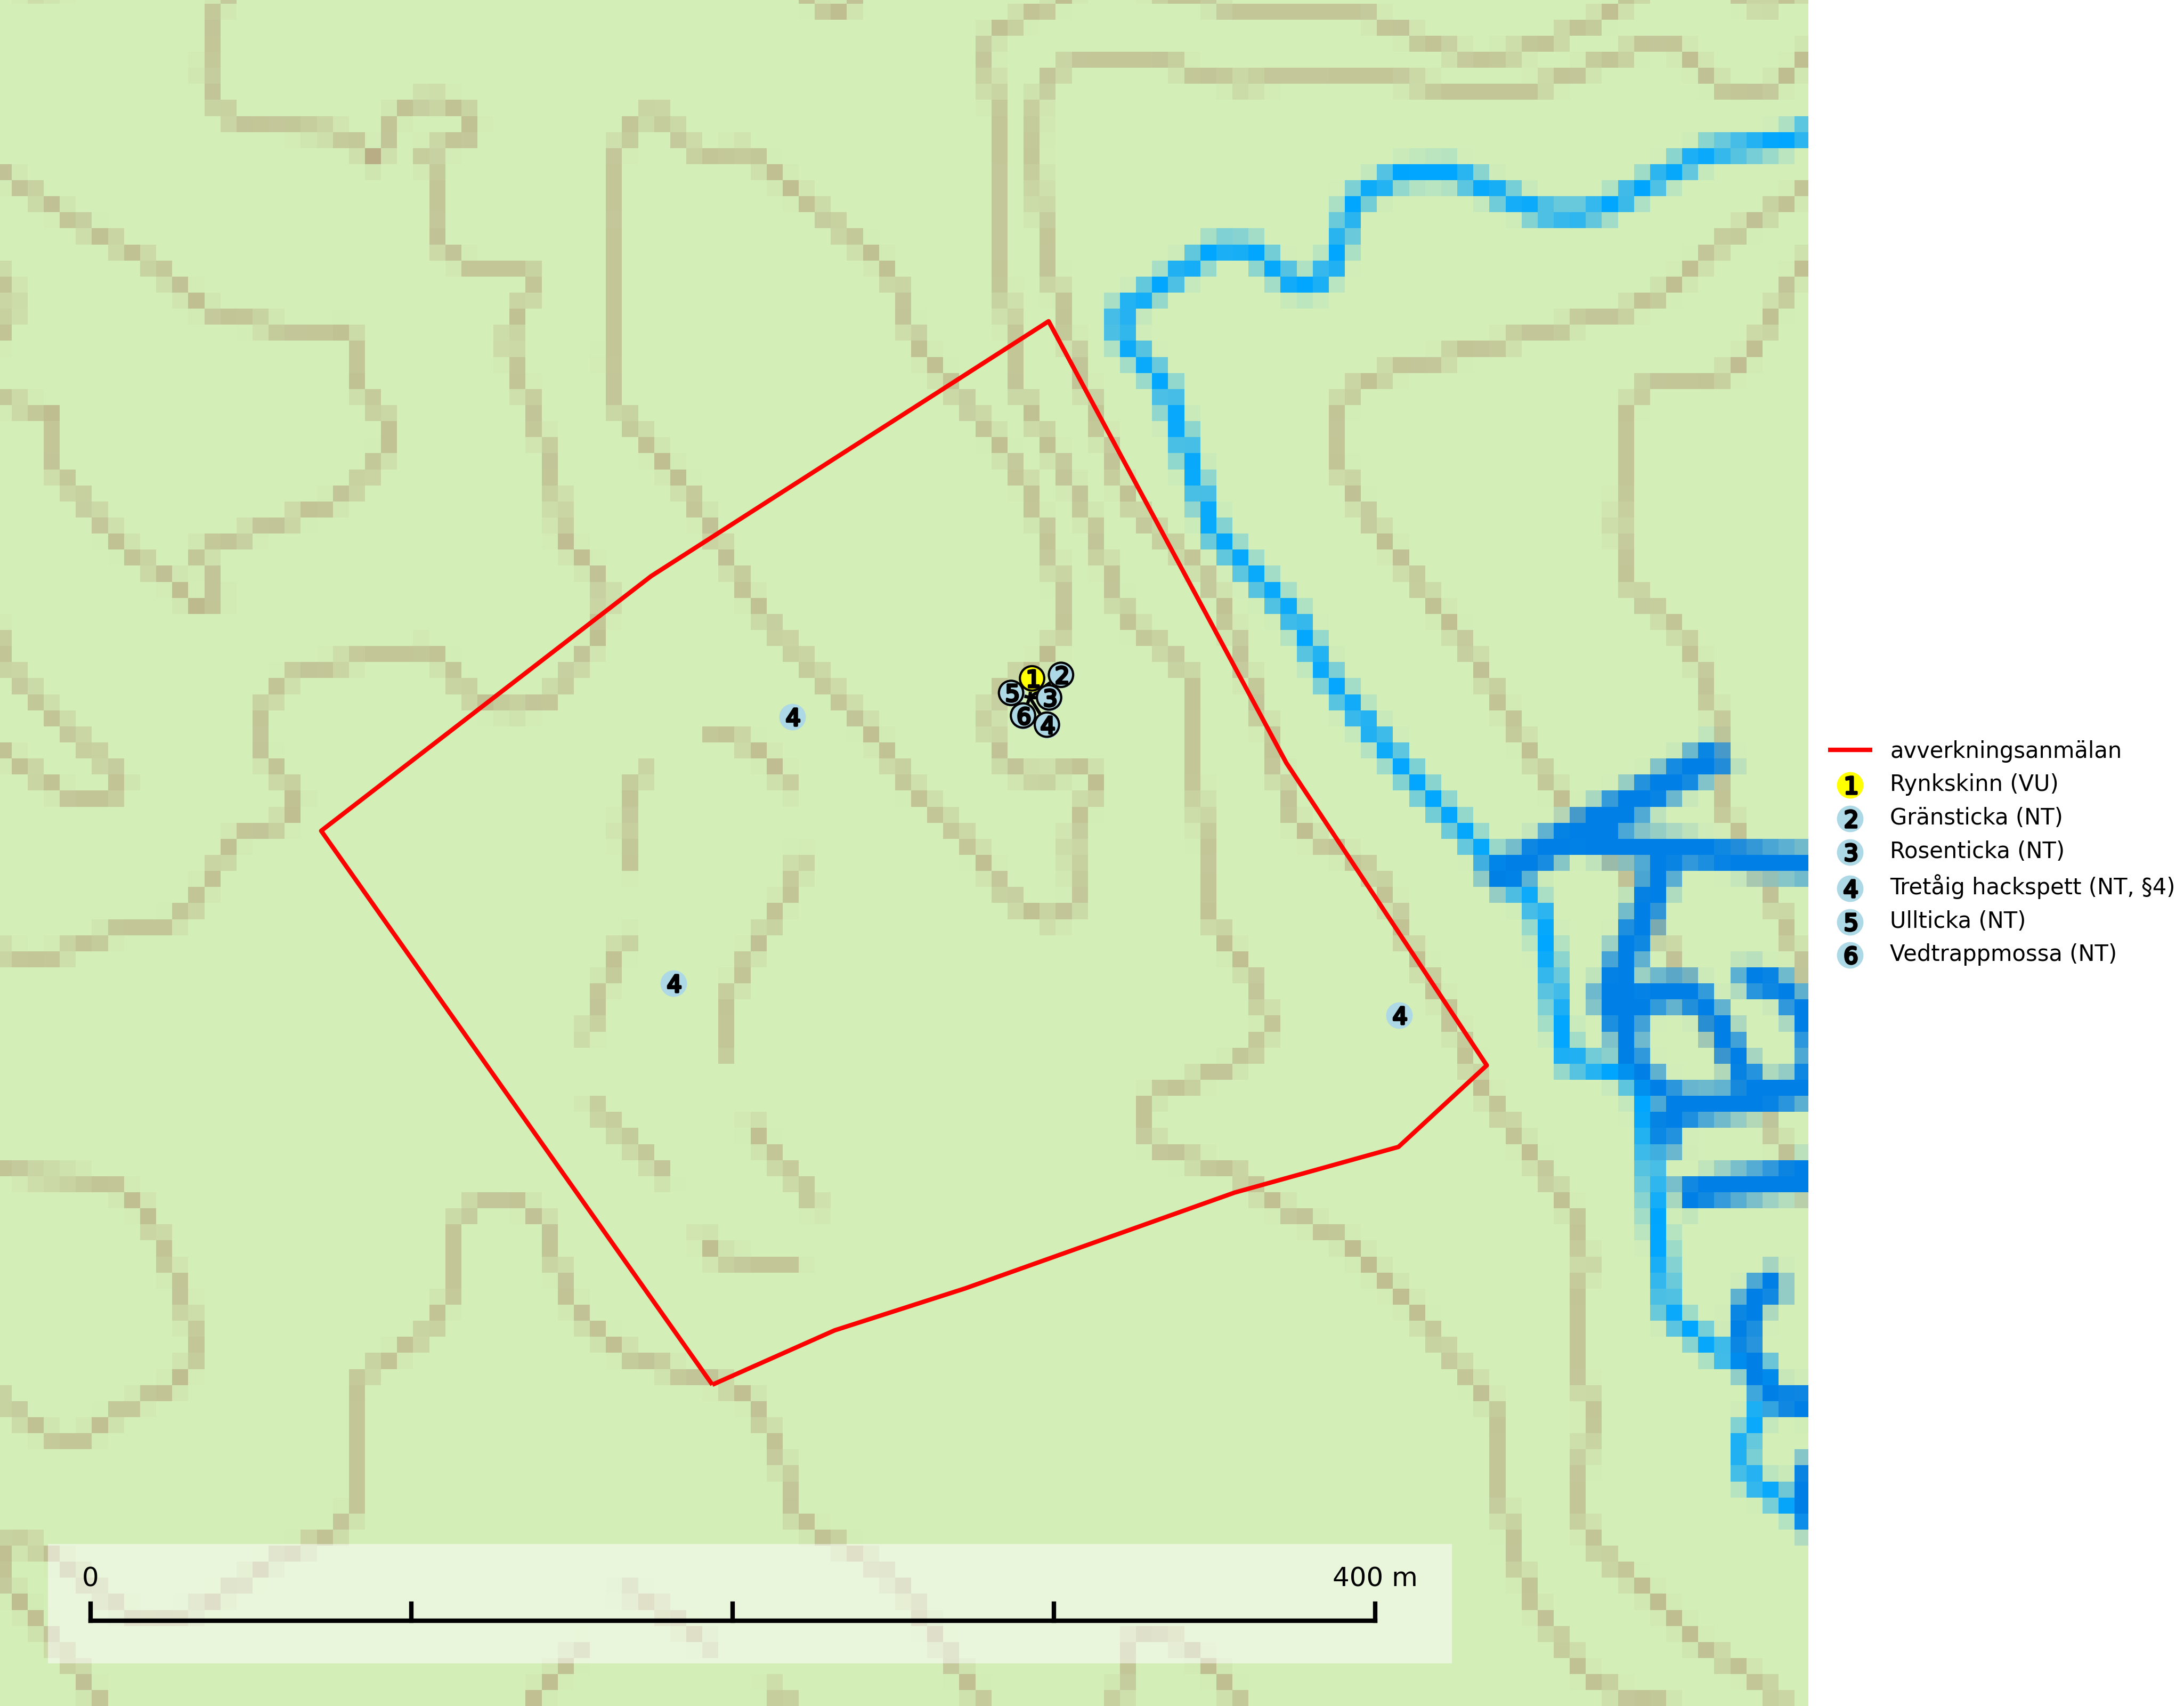 1
2
5
3
6
4
4
4
4
avverkningsanmälan
1 Rynkskinn (VU)
2 Gränsticka (NT)
3 Rosenticka (NT)
4 Tretåig hackspett (NT, §4)
5 Ullticka (NT)
6 Vedtrappmossa (NT)
0 400 m